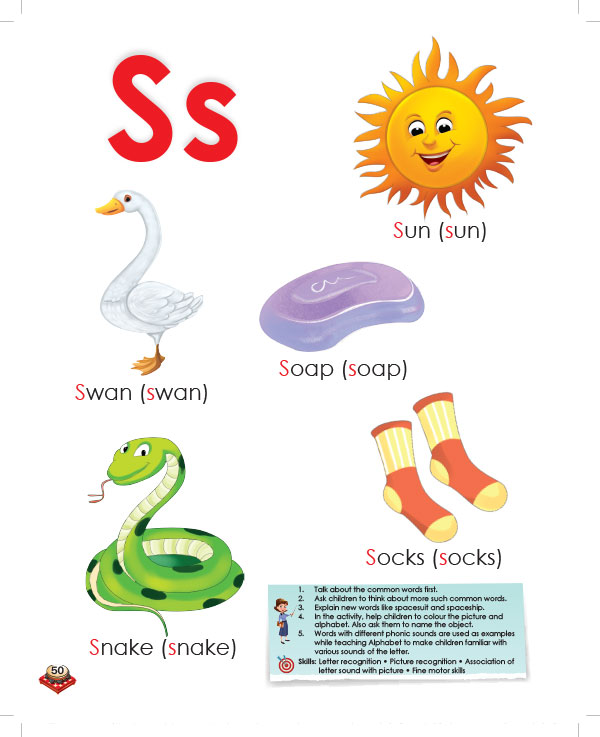 Ss
Sun (sun)
Swan (swan)
Soap (soap)
Socks (socks)
Snake (snake)
1. Talk about the common words first.
2. Ask children to think about more such common words.
3. Explain new words like spacesuit and spaceship.
4. In the activity, help children to colour the picture and
alphabet. Also ask them to name the object.
5. Words with different phonic sounds are used as examples
while teaching Alphabet to make children familiar with
various sounds of the letter.
Skills: Letter recognition • Picture recognition • Association of
letter sound with picture • Fine motor skills
50